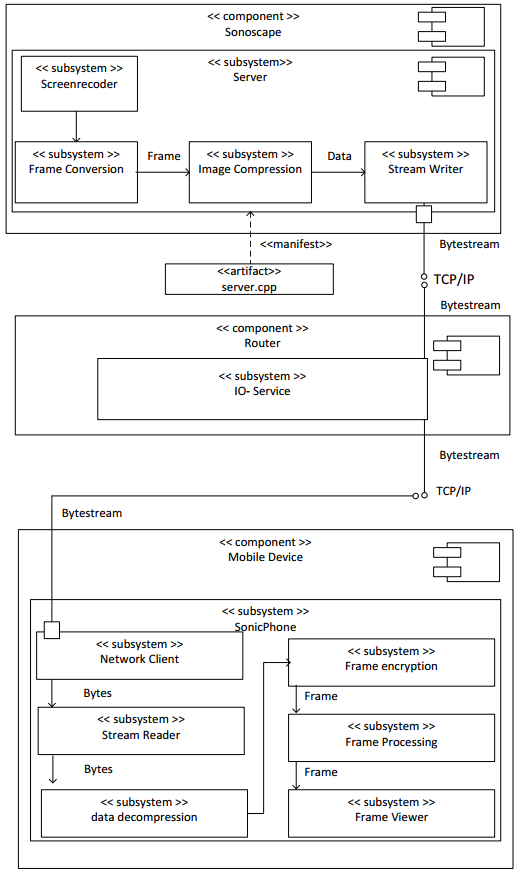 << component >>
Sonoscape
<< subsystem>>
Server
<< subsystem >>
Screenrecoder
<< subsystem >>
Frame Conversion
Frame
<< subsystem >>
Image Compression
Data
<< subsystem >>
Stream Writer
Bytestream
<<manifest>>
<<artifact>>
server.cpp
TCP/IP
Bytestream
<< component >>
Router
<< subsystem >>
IO- Service
Bytestream
TCP/IP
Bytestream
<< component >>
Mobile Device
<< subsystem >>
SonicPhone
<< subsystem >>
Network Client
Bytes
<< subsystem >>
Stream Reader
Bytes
<< subsystem >>
data decompression
<< subsystem >>
Frame encryption
Frame
<< subsystem >>
Frame Processing
Frame
<< subsystem >>
Frame Viewer